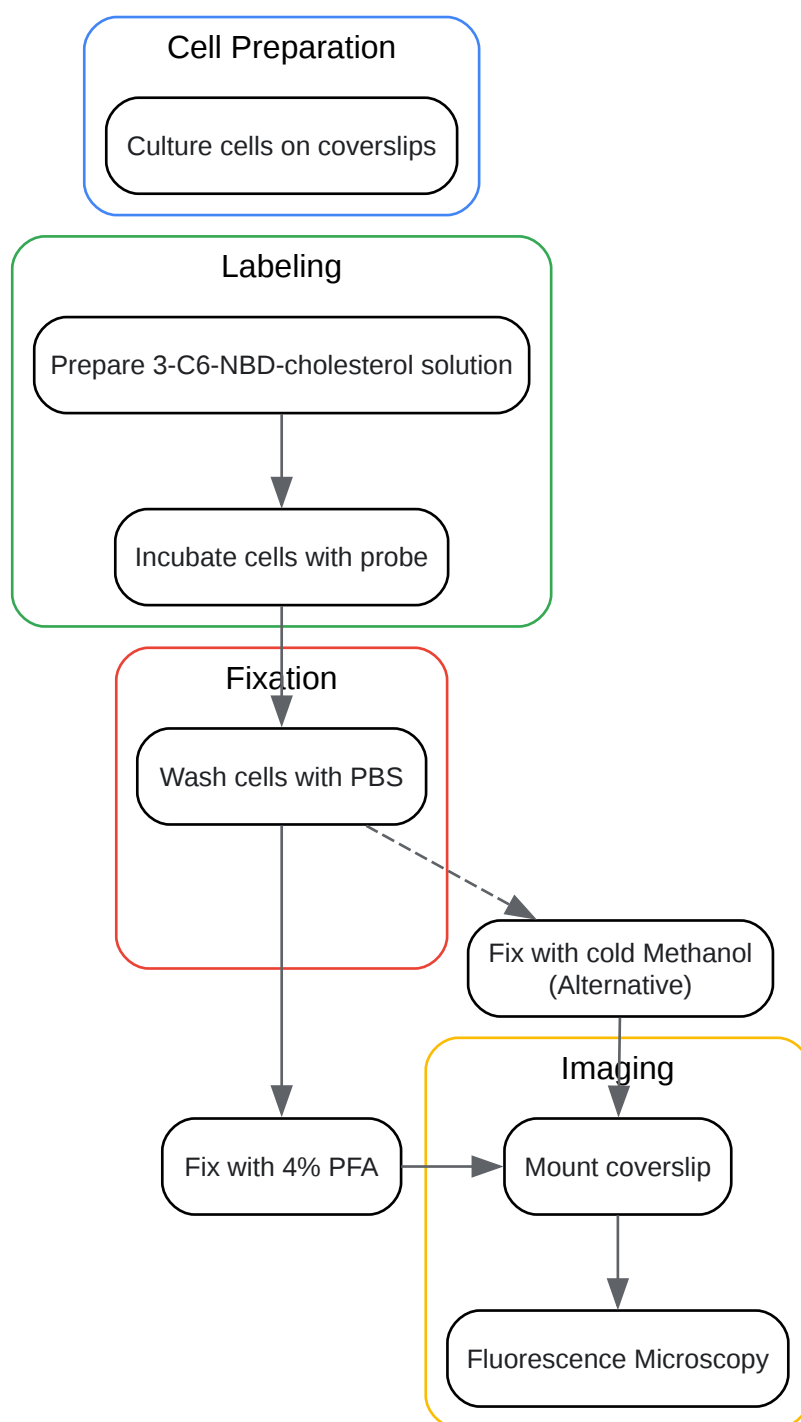 Cell Preparation
Culture cells on coverslips
Labeling
Prepare 3-C6-NBD-cholesterol solution
Incubate cells with probe
Fixation
Wash cells with PBS
Fix with cold Methanol
(Alternative)
Imaging
Fix with 4% PFA
Mount coverslip
Fluorescence Microscopy